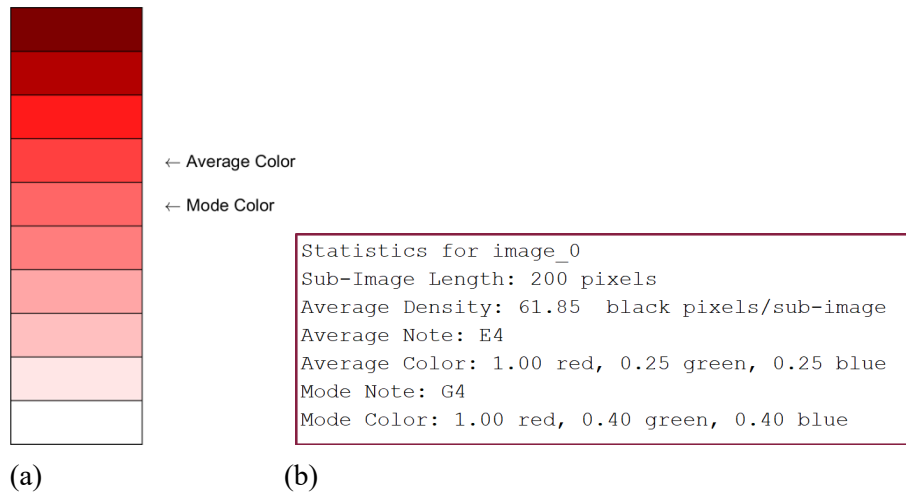 ← Average Color
← Mode Color
Statistics for image_0
Sub-Image Length: 200 pixels
Average Density: 61.85  black pixels/sub-image
Average Note: E4
Average Color: 1.00 red, 0.25 green, 0.25 blue
Mode Note: G4
Mode Color: 1.00 red, 0.40 green, 0.40 blue
(a)
(b)